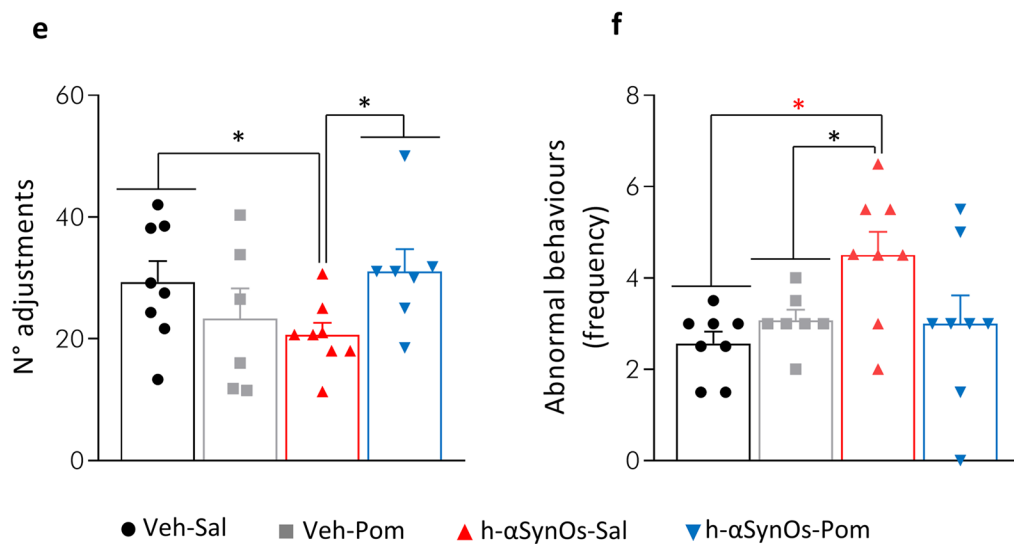 e
f
60
40
20
0
N° adjustments
*
*
8
6
4
2
0
Abnormal behaviours
(frequency)
*
*
Veh-Sal
Veh-Pom
h-αSynOs-Sal
h-αSynOs-Pom